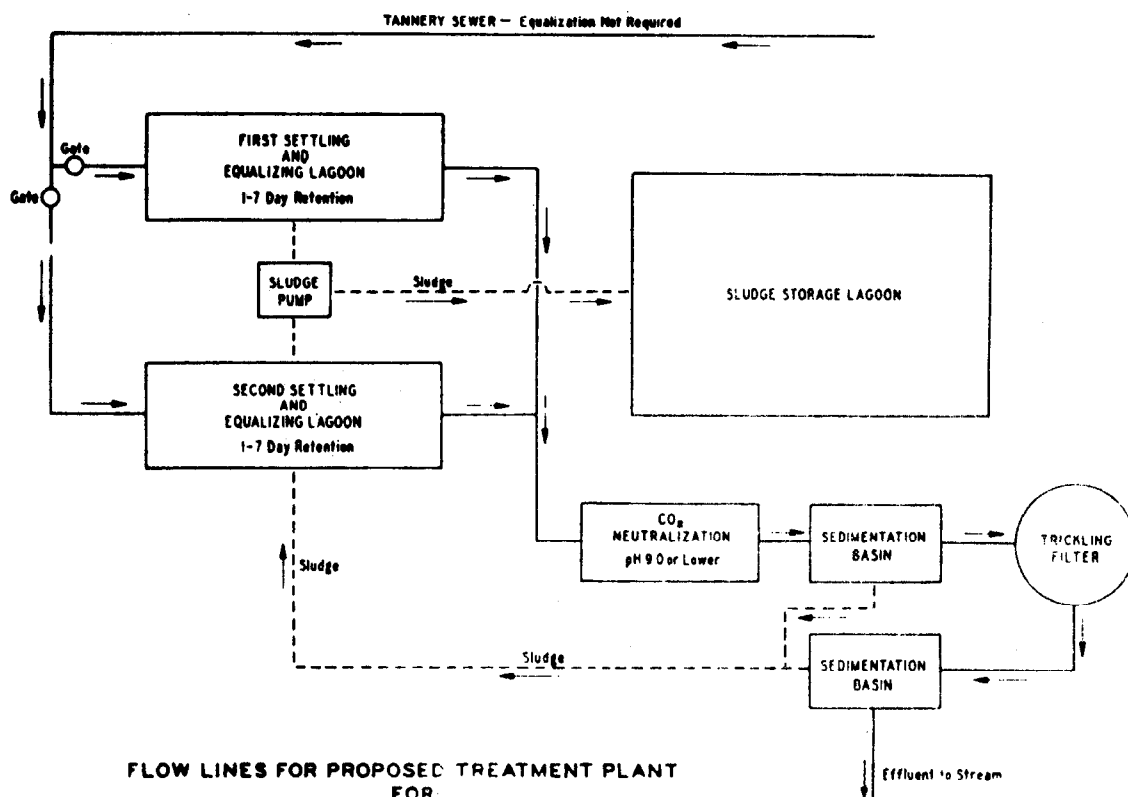 TANNERY SEWER — Equalization Not Required
Gate
Gate
FIRST SETTLING
AND
EQUALIZING LAGOON
1-7 Day Retention
SLUDGE
PUMP
Sludge
SLUDGE STORAGE LAGOON
SECOND SETTLING
AND
EQUALIZING LAGOON
1-7 Day Retention
CO2
NEUTRALIZATION
pH 9.0 or Lower
SEDIMENTATION
BASIN
TRICKLING
FILTER
Sludge
Sludge
SEDIMENTATION
BASIN
FLOW LINES FOR PROPOSED TREATMENT PLANT
FOR
Effluent to Stream